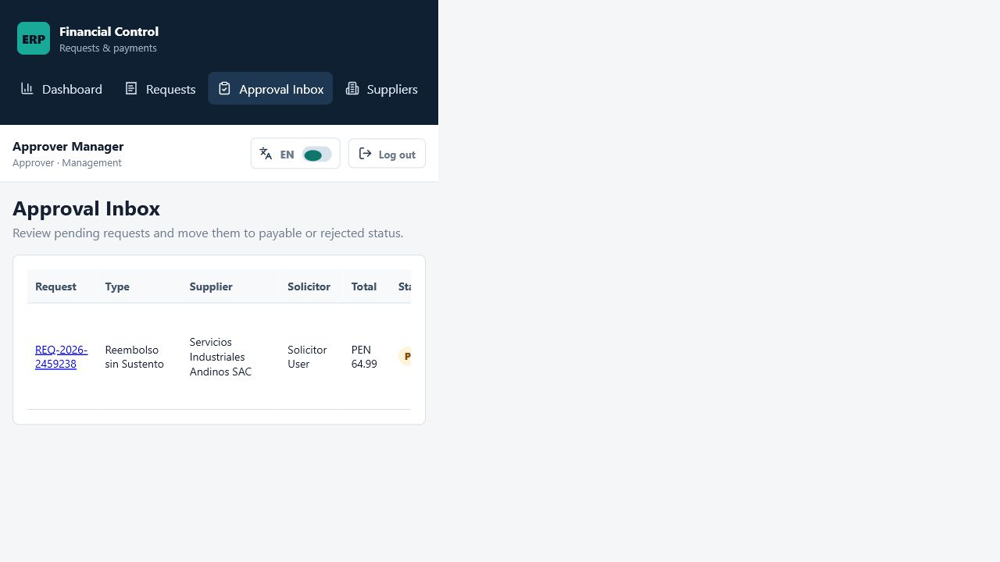 ERP
Financial Control
Requests & payments
Dashboard
Requests
Approval Inbox
Suppliers
Approver Manager
Approver · Management
EN
Log out
Approval Inbox
Review pending requests and move them to payable or rejected status.
Request Type Supplier Solicitor Total Sta
REQ-2026-
2459238
Reembolso
sin Sustento
Servicios
Industriales
Andinos SAC
Solicitor
User
PEN
64.99
P